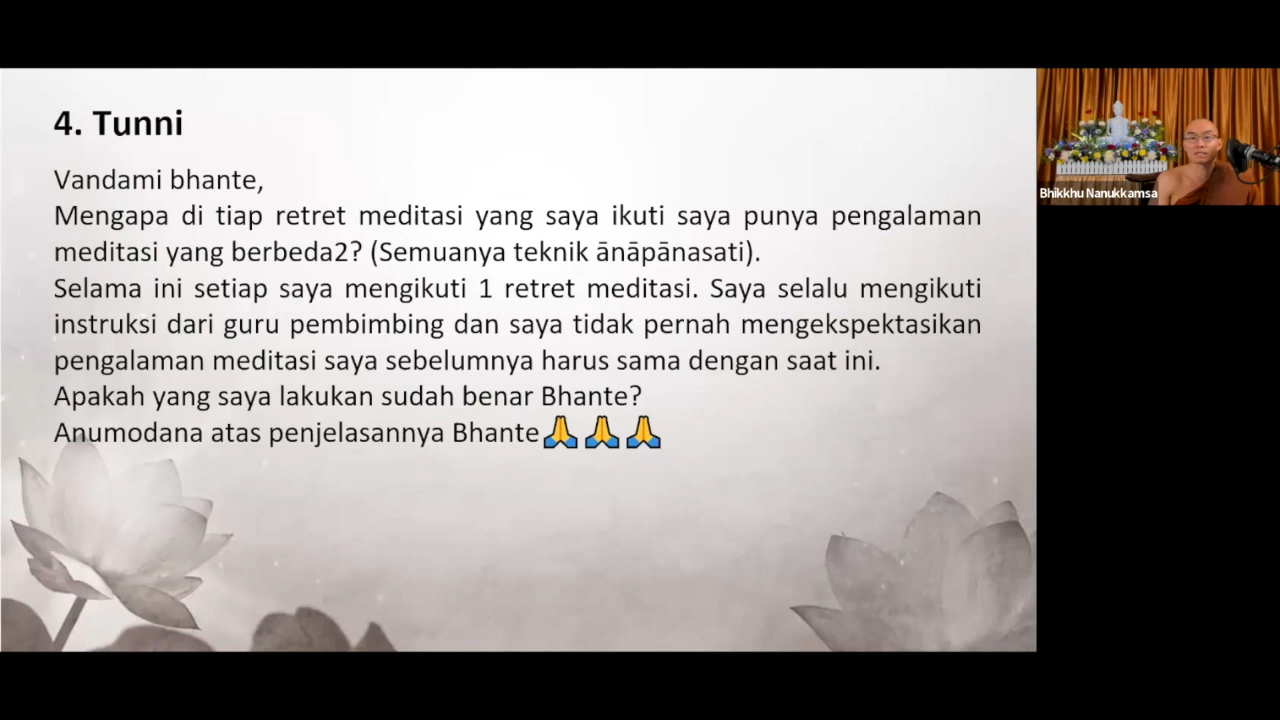 4. Tunni
Vandami bhante,
Mengapa di tiap retret meditasi yang saya ikuti saya punya pengalaman
meditasi yang berbeda2? (Semuanya teknik ānāpānasati).
Selama ini setiap saya mengikuti 1 retret meditasi. Saya selalu mengikuti
instruksi dari guru pembimbing dan saya tidak pernah mengekspektasikan
pengalaman meditasi saya sebelumnya harus sama dengan saat ini.
Apakah yang saya lakukan sudah benar Bhante?
Anumodana atas penjelasannya Bhante🙏🙏🙏
Bhikkhu Nanukkamsa